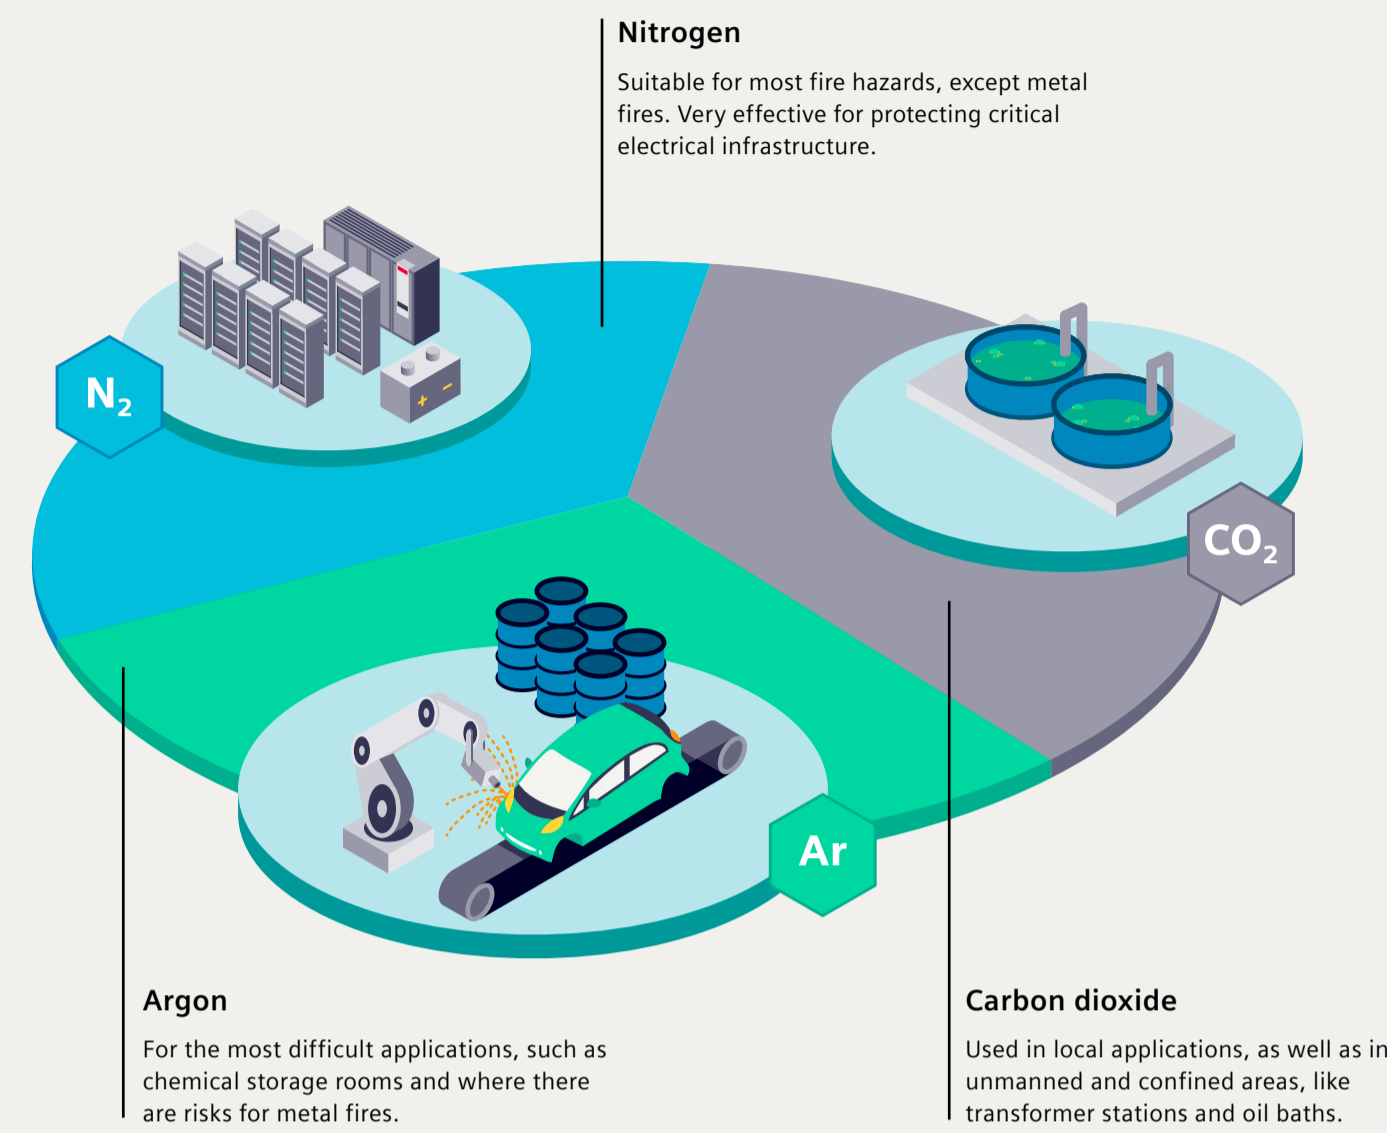 Nitrogen
Suitable for most fire hazards, except metal
fires. Very effective for protecting critical
electrical infrastructure.
N₂
CO₂
Ar
Argon
For the most difficult applications, such as
chemical storage rooms and where there
are risks for metal fires.
Carbon dioxide
Used in local applications, as well as in
unmanned and confined areas, like
transformer stations and oil baths.